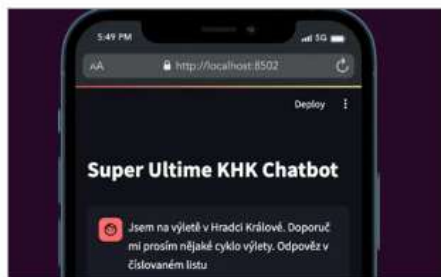 5:49 PM
5G
AA
http://localhost:8502
Deploy
Super Ultime KHK Chatbot
Jsem na výletě v Hradci Králové. Doporuč
mi prosím nějaké cyklo výlety. Odpověz v
číslovaném listu